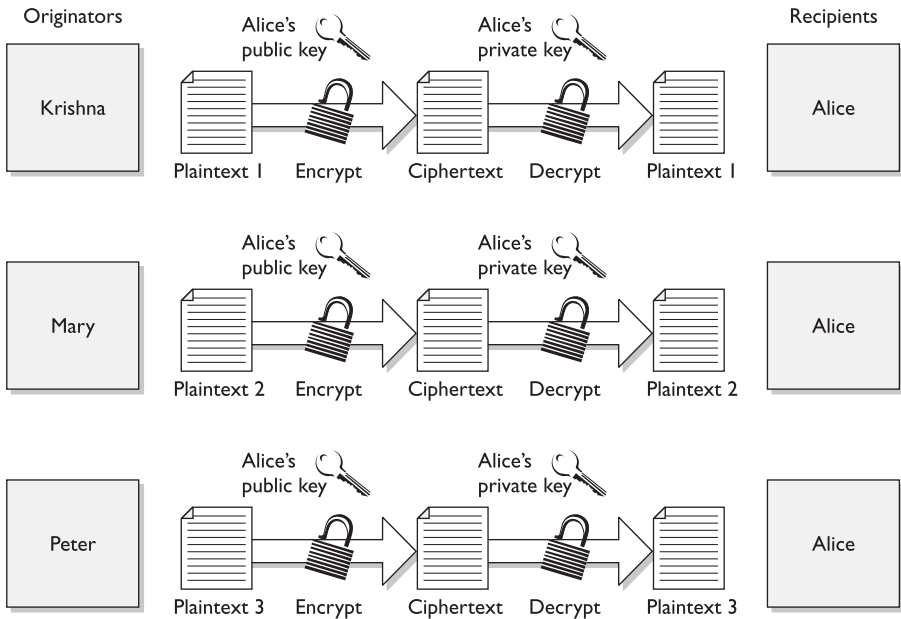 Originators
Recipients
Alice's
public key
Alice's
private key
Krishna
Alice
Plaintext 1
Encrypt
Ciphertext
Decrypt
Plaintext 1
Alice's
public key
Alice's
private key
Mary
Alice
Plaintext 2
Encrypt
Ciphertext
Decrypt
Plaintext 2
Alice's
public key
Alice's
private key
Peter
Alice
Plaintext 3
Encrypt
Ciphertext
Decrypt
Plaintext 3